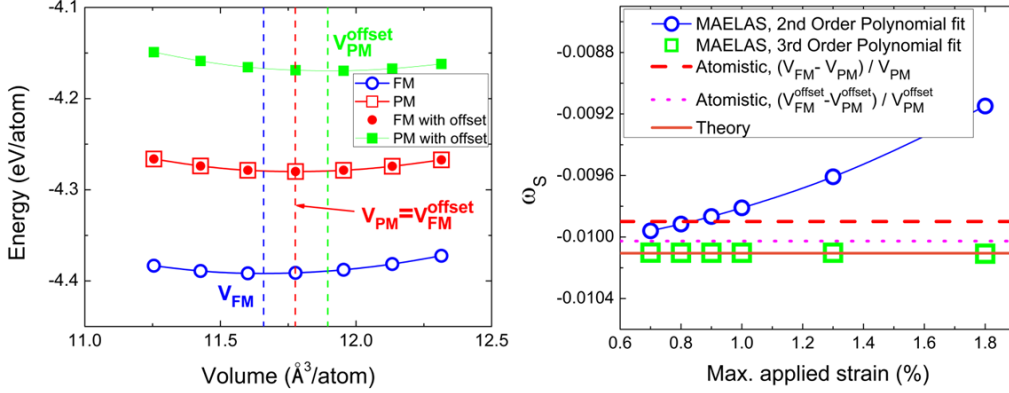 -4.1
-4.2
-4.3
-4.4
Energy (eV/atom)
11.0
11.5
12.0
12.5
Volume (Å³/atom)
V_PM^offset
FM
PM
FM with offset
PM with offset
V_PM=V_FM^offset
V_FM
-0.0088
-0.0092
-0.0096
-0.0100
-0.0104
ω_S
0.6
0.8
1.0
1.2
1.4
1.6
1.8
2.0
Max. applied strain (%)
MAELAS, 2nd Order Polynomial fit
MAELAS, 3rd Order Polynomial fit
Atomistic, (V_FM- V_PM) / V_PM
Atomistic, (V_FM^offset-V_PM^offset) / V_PM^offset
Theory